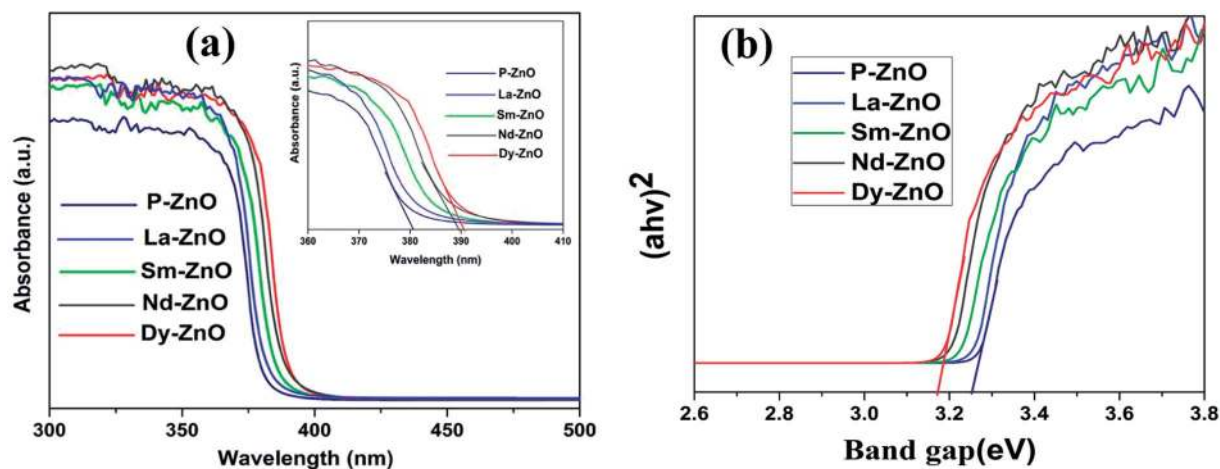 (a)
Absorbance (a.u.)
P-ZnO
La-ZnO
Sm-ZnO
Nd-ZnO
Dy-ZnO
300
350
400
450
500
Wavelength (nm)
Absorbance (a.u.)
P-ZnO
La-ZnO
Sm-ZnO
Nd-ZnO
Dy-ZnO
360
370
380
390
400
410
Wavelength (nm)
(b)
(ahv)2
P-ZnO
La-ZnO
Sm-ZnO
Nd-ZnO
Dy-ZnO
2.6
2.8
3.0
3.2
3.4
3.6
3.8
Band gap(eV)